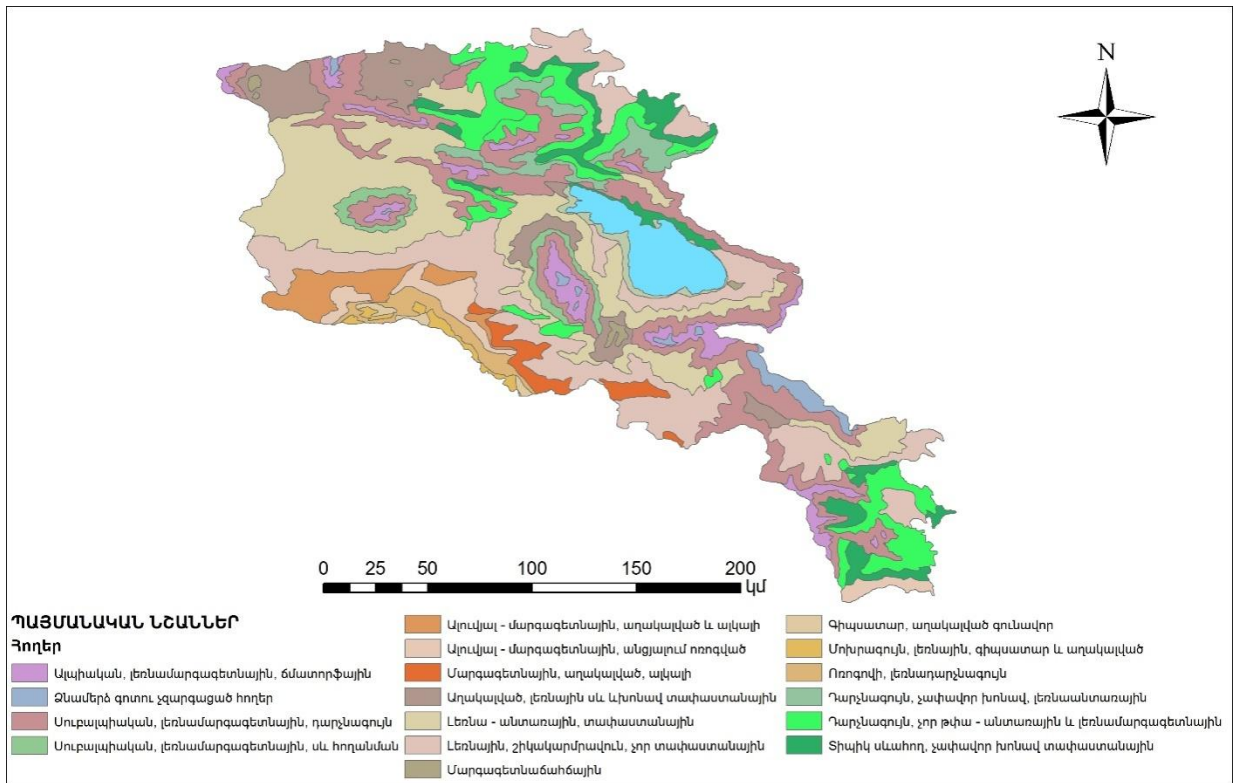 N
0 25 50 100 150 200
կմ
ՊԱՅՄԱՆԱԿԱՆ ՆՇԱՆՆԵՐ
Հողեր
Ալպիական, լեռնամարգագետնային, ճմատորֆային
Ձնամերձ գոտու չզարգացած հողեր
Սուբալպիական, լեռնամարգագետնային, դարչնագույն
Սուբալպիական, լեռնամարգագետնային, սև հողանման
Ալուվյալ - մարգագետնային, աղակալված և ալկալի
Ալուվյալ - մարգագետնային, անցյալում ոռոգված
Մարգագետնային, աղակալված, ալկալի
Աղակալված, լեռնային սև ևխոնավ տափաստանային
Լեռնա - անտառային, տափաստանային
Լեռնային, շիկակարմրավուն, չոր տափաստանային
Մարգագետնաճահճային
Գիպսատար, աղակալված գունավոր
Մոխրագույն, լեռնային, գիպսատար և աղակալված
Ոռոգովի, լեռնադարչնագույն
Դարչնագույն, չափավոր խոնավ, լեռնաանտառային
Դարչնագույն, չոր թփա - անտառային և լեռնամարգագետնային
Տիպիկ սևահող, չափավոր խոնավ տափաստանային